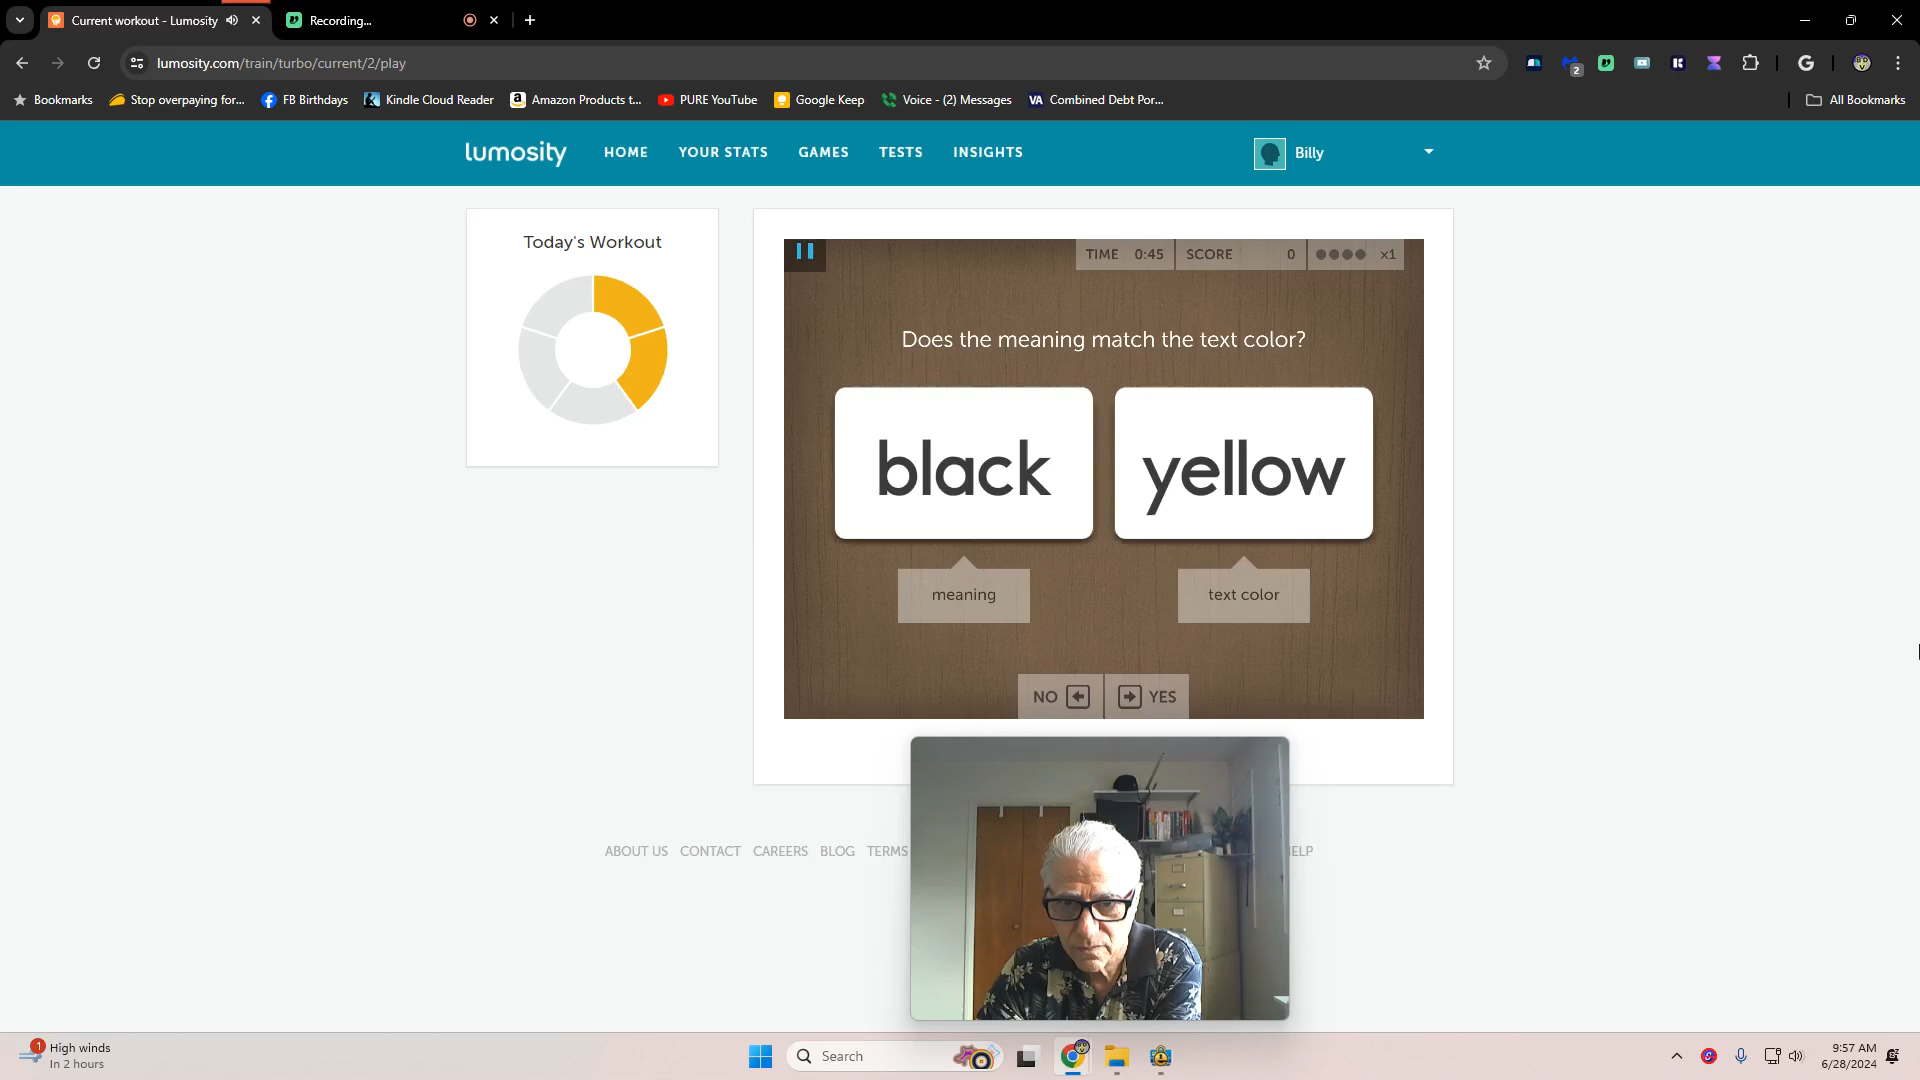 Current workout - Lumosity
Recording...
lumosity.com/train/turbo/current/2/play
2
Bookmarks
Stop overpaying for...
FB Birthdays
Kindle Cloud Reader
Amazon Products t...
PURE YouTube
Google Keep
Voice - (2) Messages
VA Combined Debt Por...
All Bookmarks
lumosity
HOME
YOUR STATS
GAMES
TESTS
INSIGHTS
Billy
Today's Workout
TIME 0:45
SCORE 0
x1
Does the meaning match the text color?
black
yellow
meaning
text color
NO
YES
ABOUT US
CONTACT
CAREERS
BLOG
TERMS
1
High winds
In 2 hours
Search
9:57 AM
6/28/2024